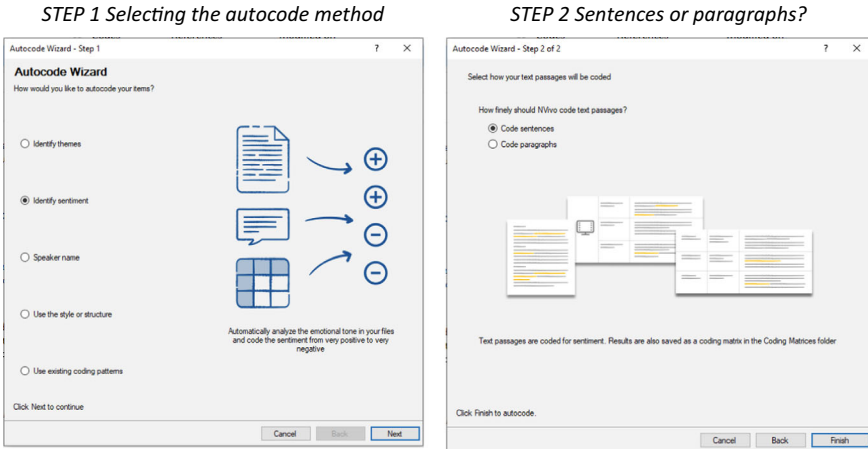 STEP 1 Selecting the autocode method
Autocode Wizard - Step 1
? ×
Autocode Wizard
How would you like to autocode your items?
Identify themes
Identify sentiment
Speaker name
Use the style or structure
Use existing coding patterns
Automatically analyze the emotional tone in your files
and code the sentiment from very positive to very
negative
Click Next to continue
Cancel
Back
Next
STEP 2 Sentences or paragraphs?
Autocode Wizard - Step 2 of 2
? ×
Select how your text passages will be coded
How finely should NVivo code text passages?
Code sentences
Code paragraphs
Text passages are coded for sentiment. Results are also saved as a coding matrix in the Coding Matrices folder
Click Finish to autocode.
Cancel
Back
Finish